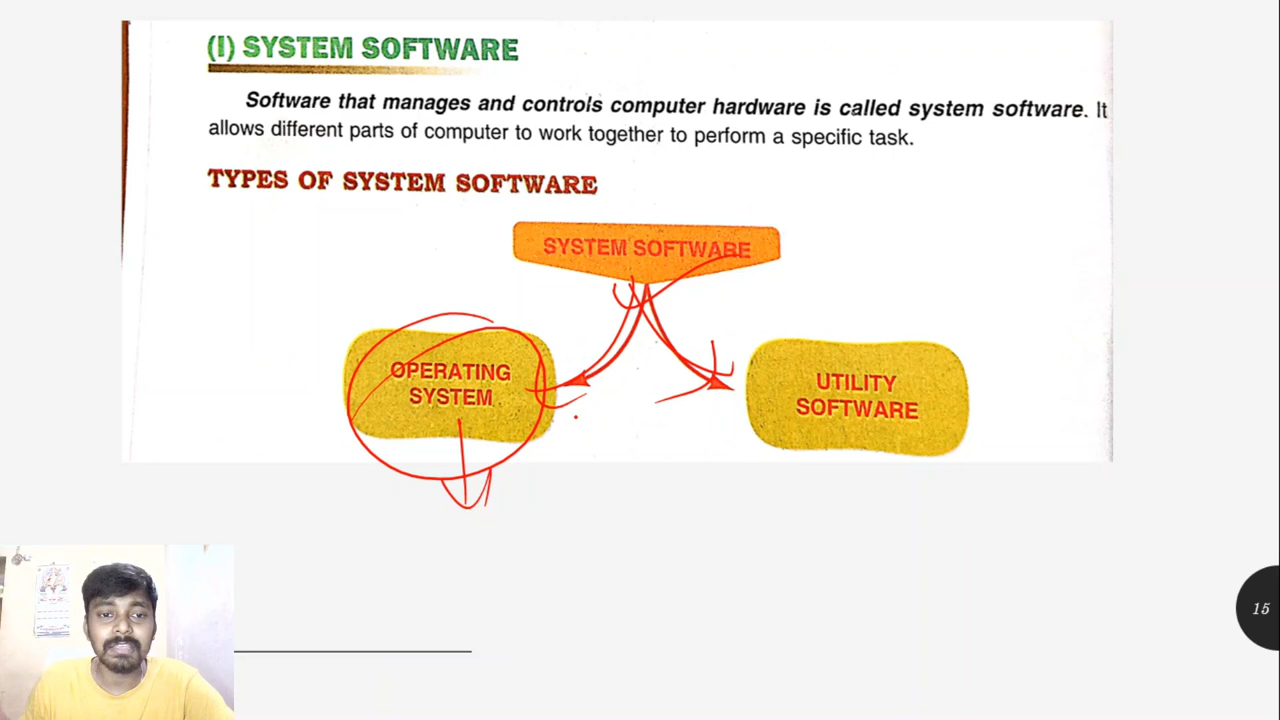 (I) SYSTEM SOFTWARE
Software that manages and controls computer hardware is called system software. It
allows different parts of computer to work together to perform a specific task.
TYPES OF SYSTEM SOFTWARE
SYSTEM SOFTWARE
OPERATING
SYSTEM
UTILITY
SOFTWARE
15